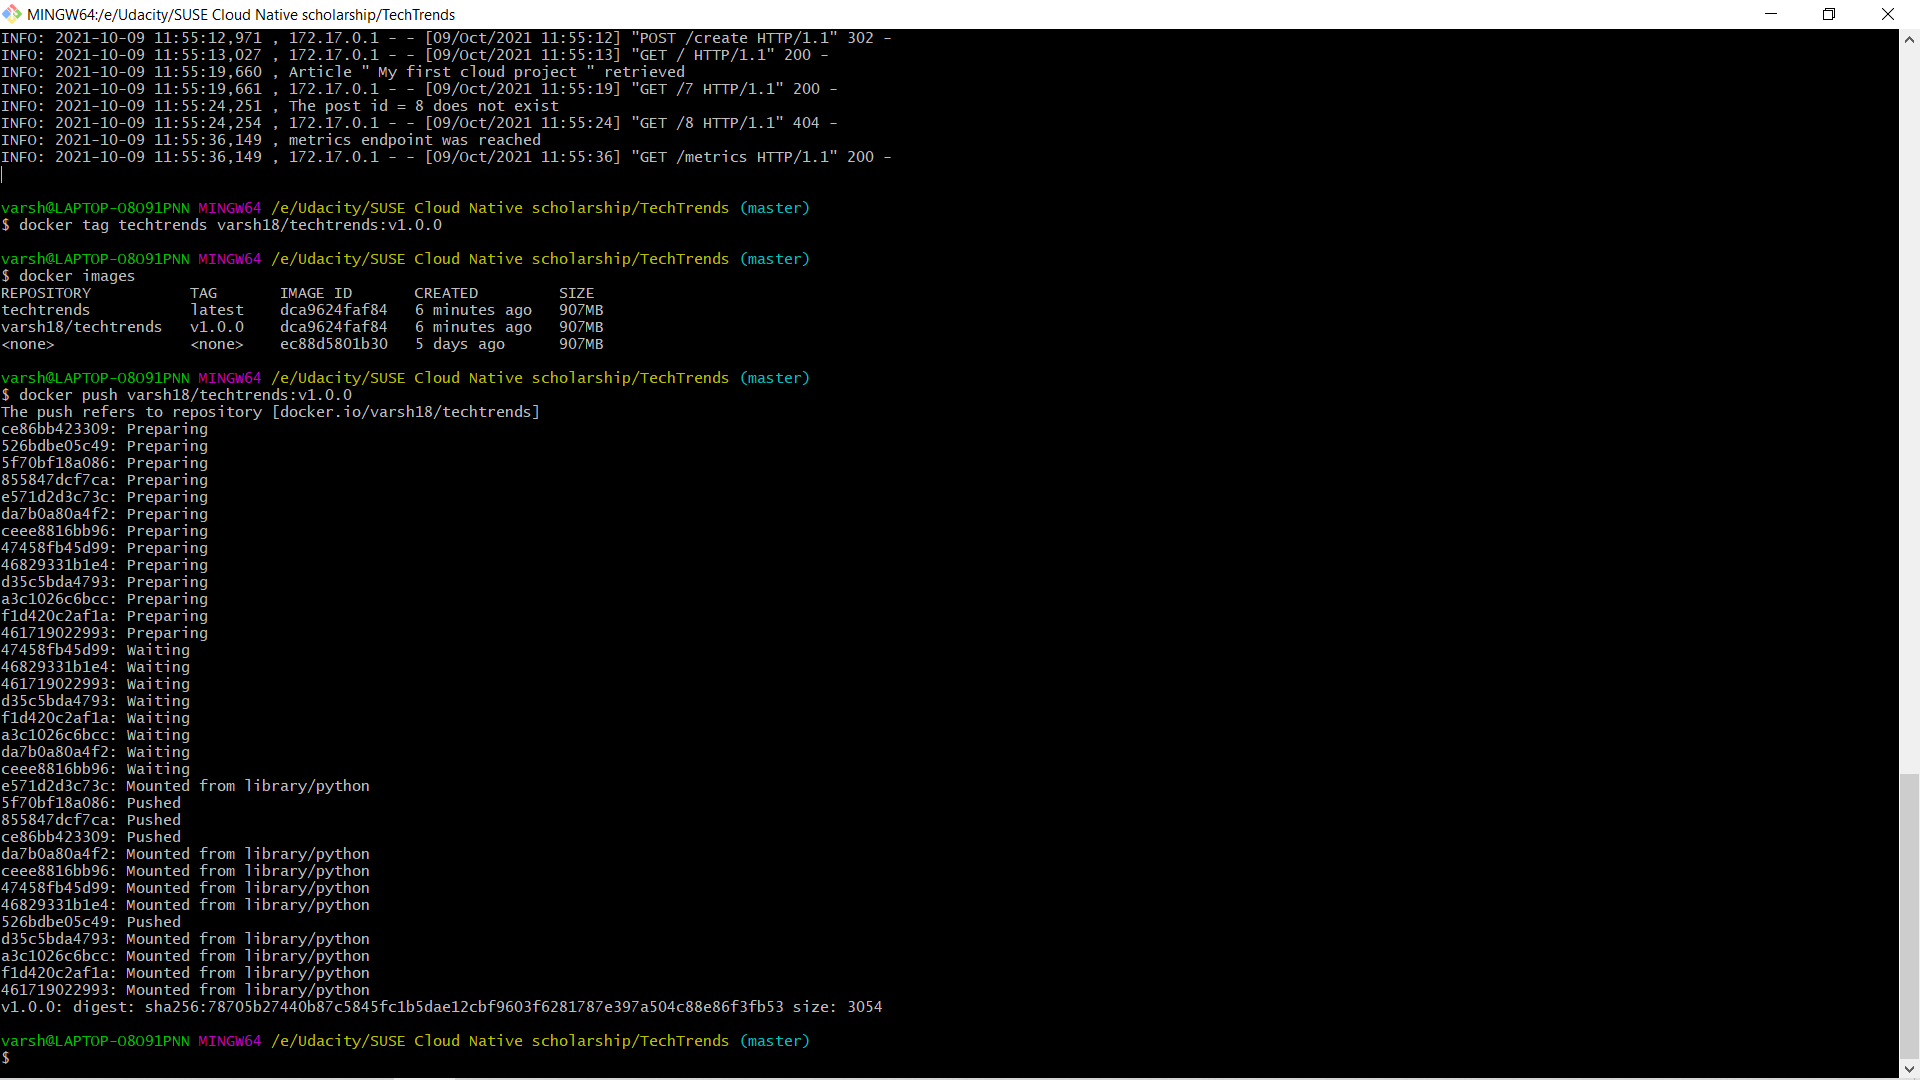 MINGW64:/e/Udacity/SUSE Cloud Native scholarship/TechTrends
INFO: 2021-10-09 11:55:12,971 , 172.17.0.1 - - [09/Oct/2021 11:55:12] "POST /create HTTP/1.1" 302 -
INFO: 2021-10-09 11:55:13,027 , 172.17.0.1 - - [09/Oct/2021 11:55:13] "GET / HTTP/1.1" 200 -
INFO: 2021-10-09 11:55:19,660 , Article " My first cloud project " retrieved
INFO: 2021-10-09 11:55:19,661 , 172.17.0.1 - - [09/Oct/2021 11:55:19] "GET /7 HTTP/1.1" 200 -
INFO: 2021-10-09 11:55:24,251 , The post id = 8 does not exist
INFO: 2021-10-09 11:55:24,254 , 172.17.0.1 - - [09/Oct/2021 11:55:24] "GET /8 HTTP/1.1" 404 -
INFO: 2021-10-09 11:55:36,149 , metrics endpoint was reached
INFO: 2021-10-09 11:55:36,149 , 172.17.0.1 - - [09/Oct/2021 11:55:36] "GET /metrics HTTP/1.1" 200 -
varsh@LAPTOP-O8O91PNN MINGW64 /e/Udacity/SUSE Cloud Native scholarship/TechTrends (master)
$ docker tag techtrends varsh18/techtrends:v1.0.0
varsh@LAPTOP-O8O91PNN MINGW64 /e/Udacity/SUSE Cloud Native scholarship/TechTrends (master)
$ docker images
REPOSITORY TAG IMAGE ID CREATED SIZE
techtrends latest dca9624faf84 6 minutes ago 907MB
varsh18/techtrends v1.0.0 dca9624faf84 6 minutes ago 907MB
<none> <none> ec88d5801b30 5 days ago 907MB
varsh@LAPTOP-O8O91PNN MINGW64 /e/Udacity/SUSE Cloud Native scholarship/TechTrends (master)
$ docker push varsh18/techtrends:v1.0.0
The push refers to repository [docker.io/varsh18/techtrends]
ce86bb423309: Preparing
526bdbe05c49: Preparing
5f70bf18a086: Preparing
855847dcf7ca: Preparing
e571d2d3c73c: Preparing
da7b0a80a4f2: Preparing
ceee8816bb96: Preparing
47458fb45d99: Preparing
46829331b1e4: Preparing
d35c5bda4793: Preparing
a3c1026c6bcc: Preparing
f1d420c2af1a: Preparing
461719022993: Preparing
47458fb45d99: Waiting
46829331b1e4: Waiting
461719022993: Waiting
d35c5bda4793: Waiting
f1d420c2af1a: Waiting
a3c1026c6bcc: Waiting
da7b0a80a4f2: Waiting
ceee8816bb96: Waiting
e571d2d3c73c: Mounted from library/python
5f70bf18a086: Pushed
855847dcf7ca: Pushed
ce86bb423309: Pushed
da7b0a80a4f2: Mounted from library/python
ceee8816bb96: Mounted from library/python
47458fb45d99: Mounted from library/python
46829331b1e4: Mounted from library/python
526bdbe05c49: Pushed
d35c5bda4793: Mounted from library/python
a3c1026c6bcc: Mounted from library/python
f1d420c2af1a: Mounted from library/python
461719022993: Mounted from library/python
v1.0.0: digest: sha256:78705b27440b87c5845fc1b5dae12cbf9603f6281787e397a504c88e86f3fb53 size: 3054
varsh@LAPTOP-O8O91PNN MINGW64 /e/Udacity/SUSE Cloud Native scholarship/TechTrends (master)
$